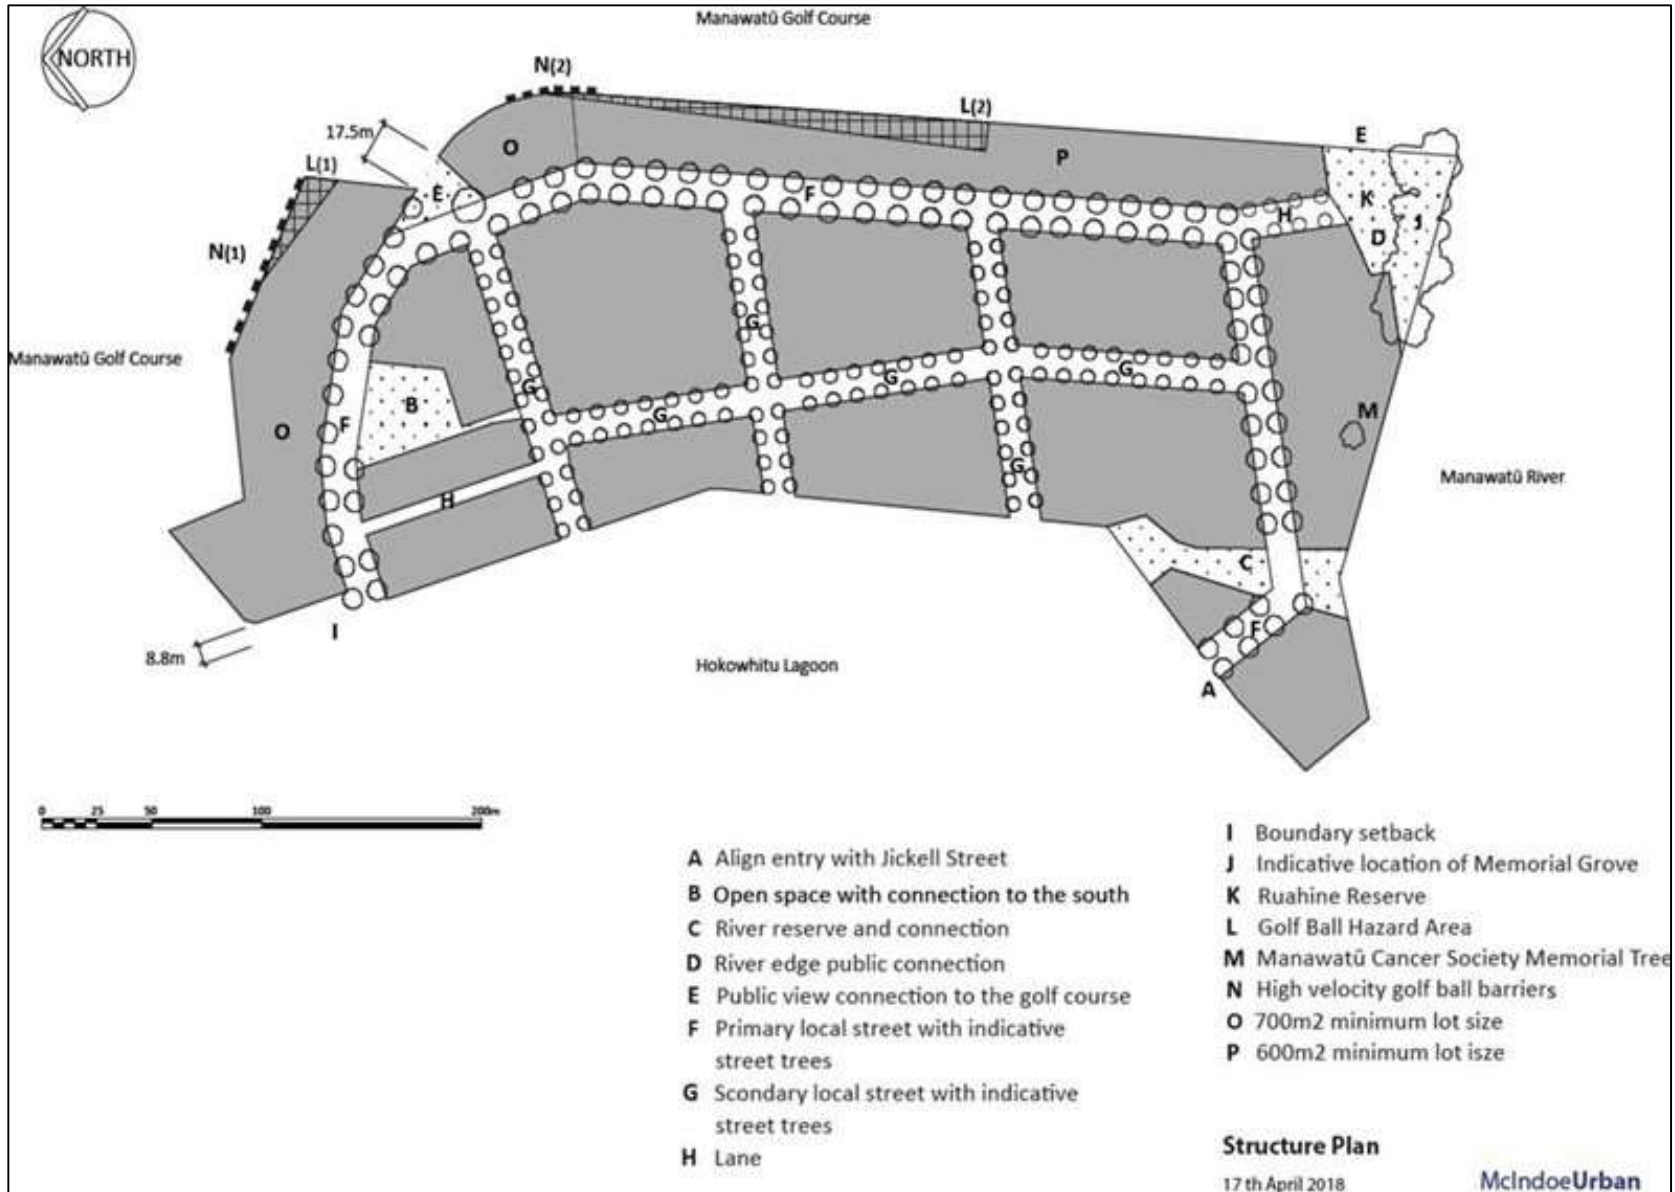 Manawatū Golf Course
NORTH
N(2)
L(2)
17.5m
E
O
P
L(1)
E
F
K
H
J
N(1)
D
G
Manawatū Golf Course
G
G
G
B
G
M
O
F
G
Manawatū River
H
C
I
F
8.8m
Hokowhitu Lagoon
A
0 25 50 100 200m
A Align entry with Jickell Street
B Open space with connection to the south
C River reserve and connection
D River edge public connection
E Public view connection to the golf course
F Primary local street with indicative
street trees
G Scondary local street with indicative
street trees
H Lane
I Boundary setback
J Indicative location of Memorial Grove
K Ruahine Reserve
L Golf Ball Hazard Area
M Manawatū Cancer Society Memorial Tree
N High velocity golf ball barriers
O 700m2 minimum lot size
P 600m2 minimum lot isze
Structure Plan
17 th April 2018
McIndoeUrban